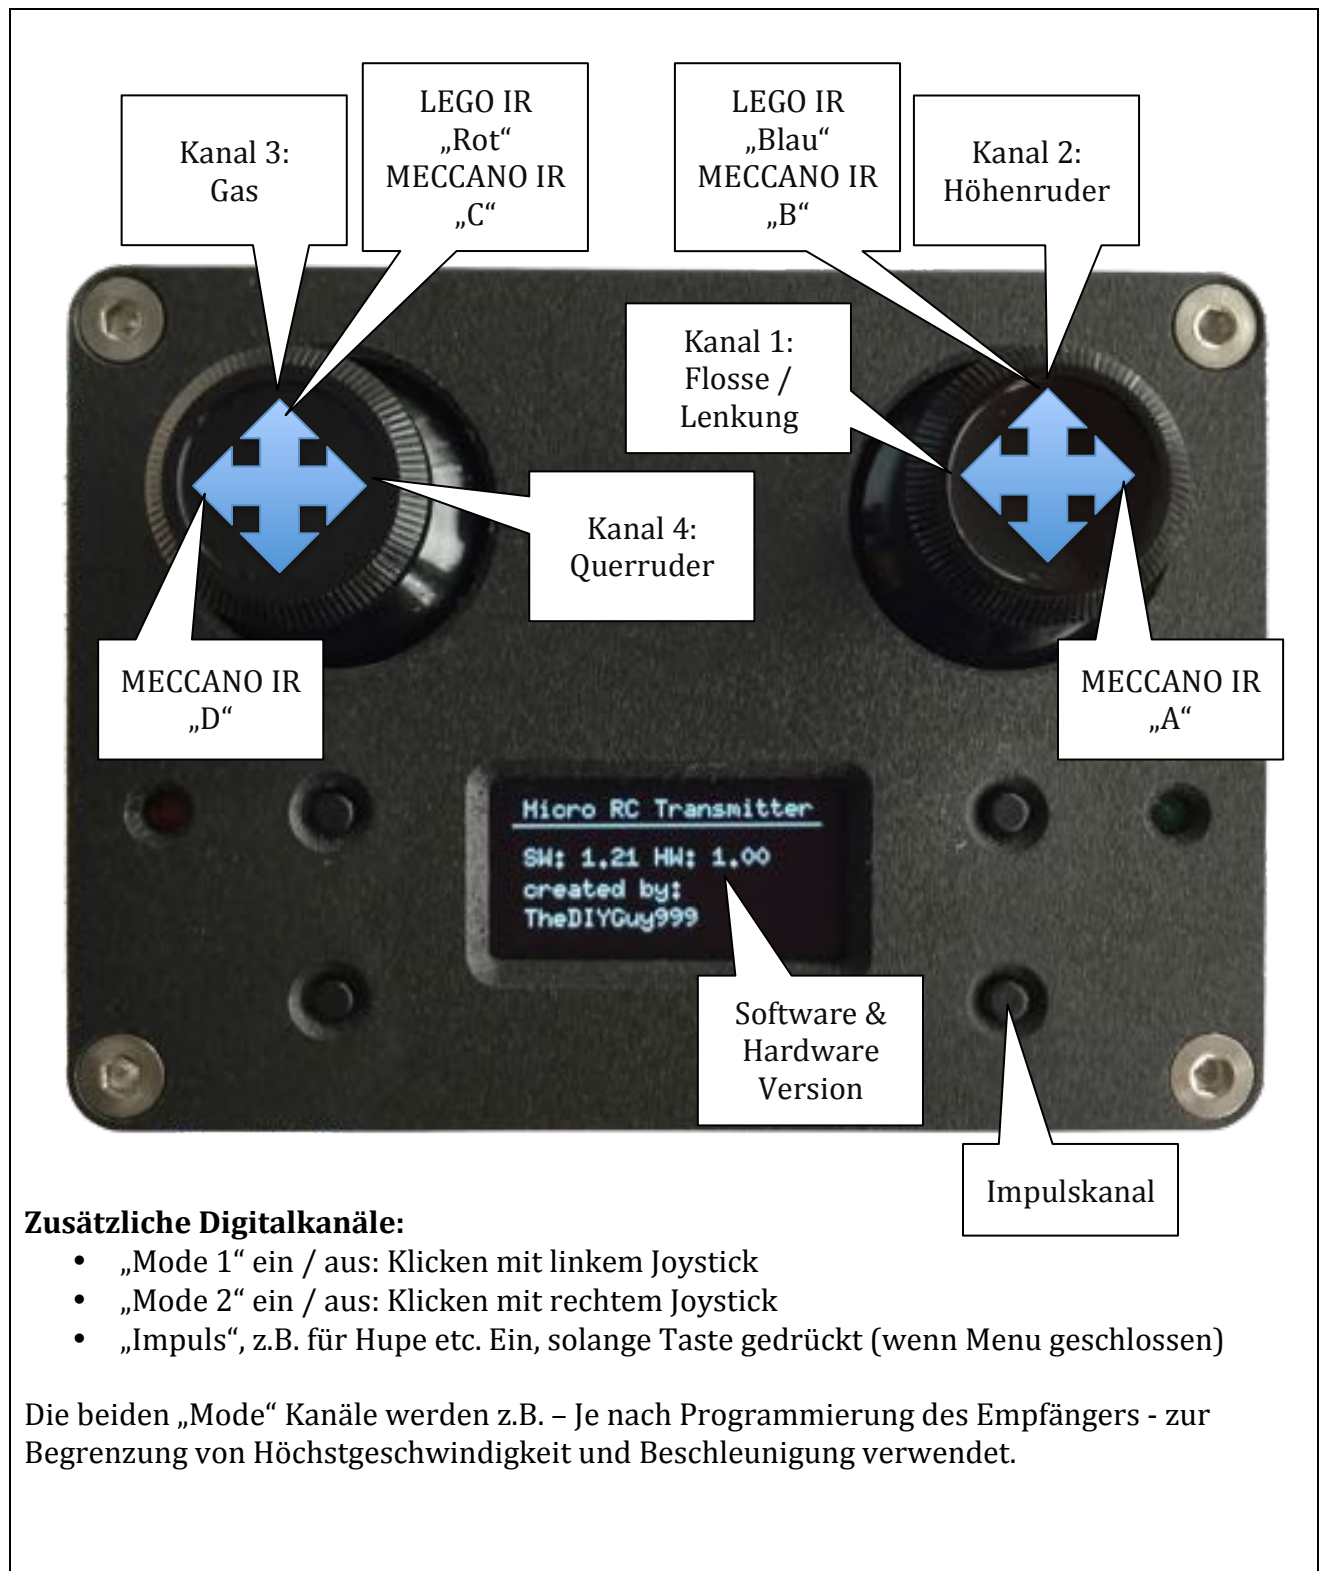 Kanal 3:
Gas
LEGO IR
„Rot“
MECCANO IR
„C“
LEGO IR
„Blau“
MECCANO IR
„B“
Kanal 2:
Höhenruder
Kanal 1:
Flosse /
Lenkung
Kanal 4:
Querruder
MECCANO IR
„D“
MECCANO IR
„A“
Micro RC Transmitter
SW: 1.21 HW: 1.00
created by:
TheDIYGuy999
Software &
Hardware
Version
Impulskanal
Zusätzliche Digitalkanäle:
• „Mode 1“ ein / aus: Klicken mit linkem Joystick
• „Mode 2“ ein / aus: Klicken mit rechtem Joystick
• „Impuls“, z.B. für Hupe etc. Ein, solange Taste gedrückt (wenn Menu geschlossen)
Die beiden „Mode“ Kanäle werden z.B. – Je nach Programmierung des Empfängers - zur
Begrenzung von Höchstgeschwindigkeit und Beschleunigung verwendet.